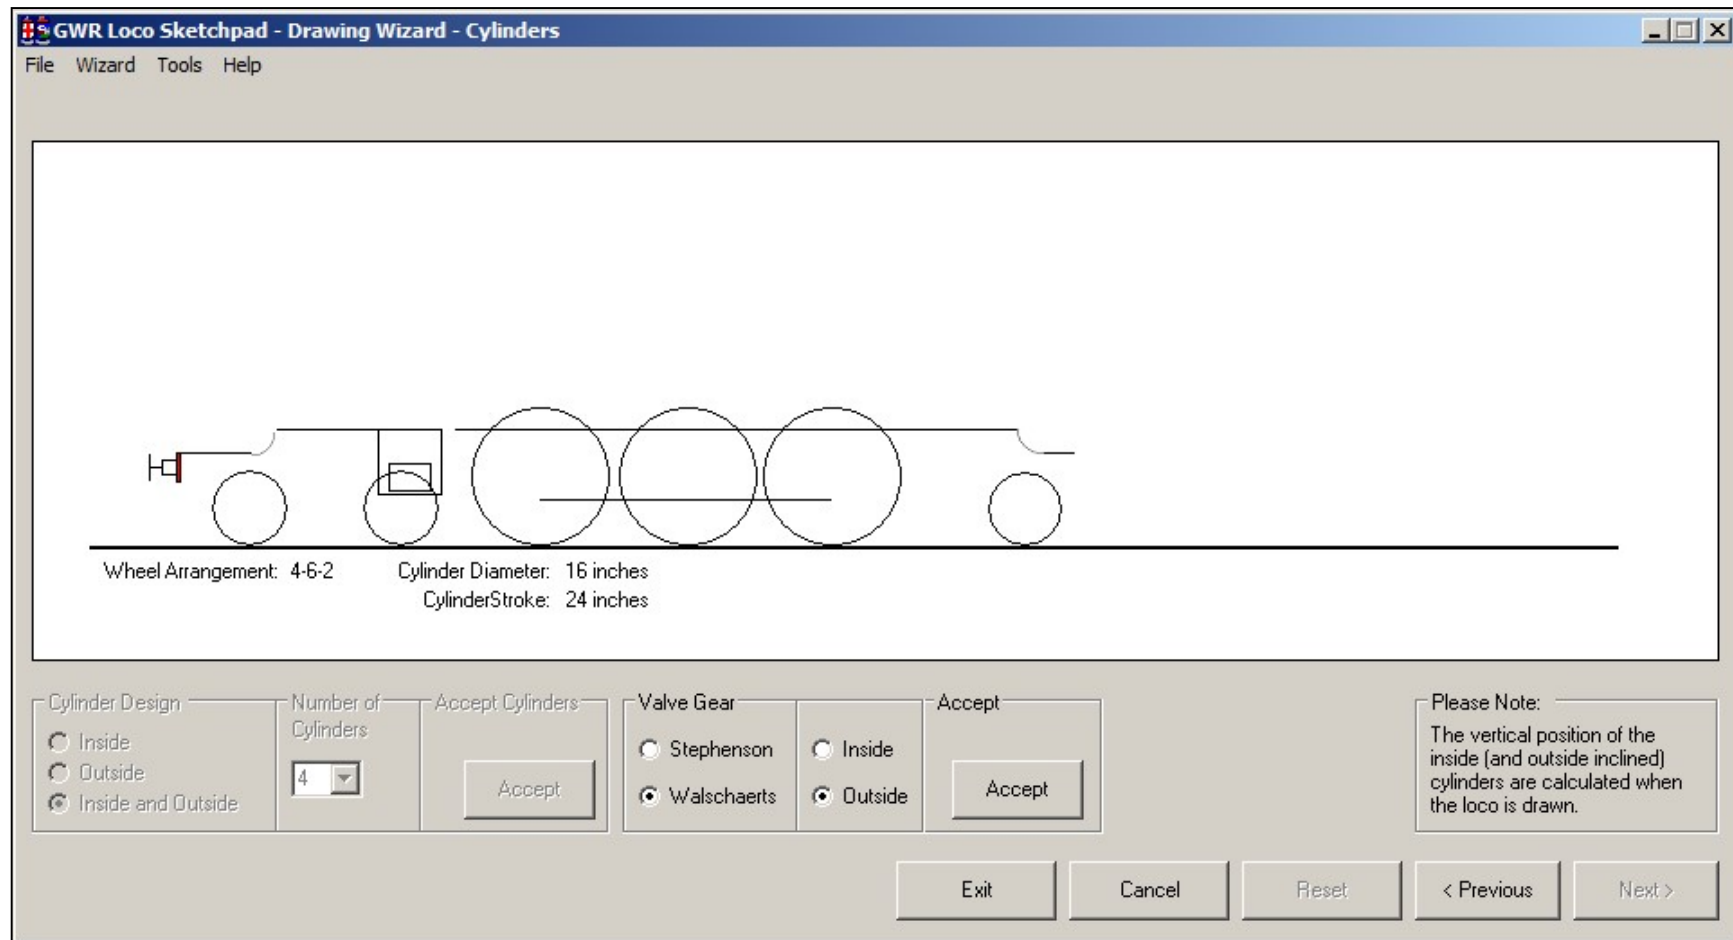 GWR Loco Sketchpad - Drawing Wizard - Cylinders
File Wizard Tools Help
Wheel Arrangement: 4-6-2 Cylinder Diameter: 16 inches
CylinderStroke: 24 inches
Cylinder Design
Inside
Outside
Inside and Outside
Number of
Cylinders
4
Accept Cylinders
Accept
Valve Gear
Stephenson
Walschaerts
Inside
Outside
Accept
Accept
Please Note:
The vertical position of the
inside (and outside inclined)
cylinders are calculated when
the loco is drawn.
Exit Cancel Reset < Previous Next >